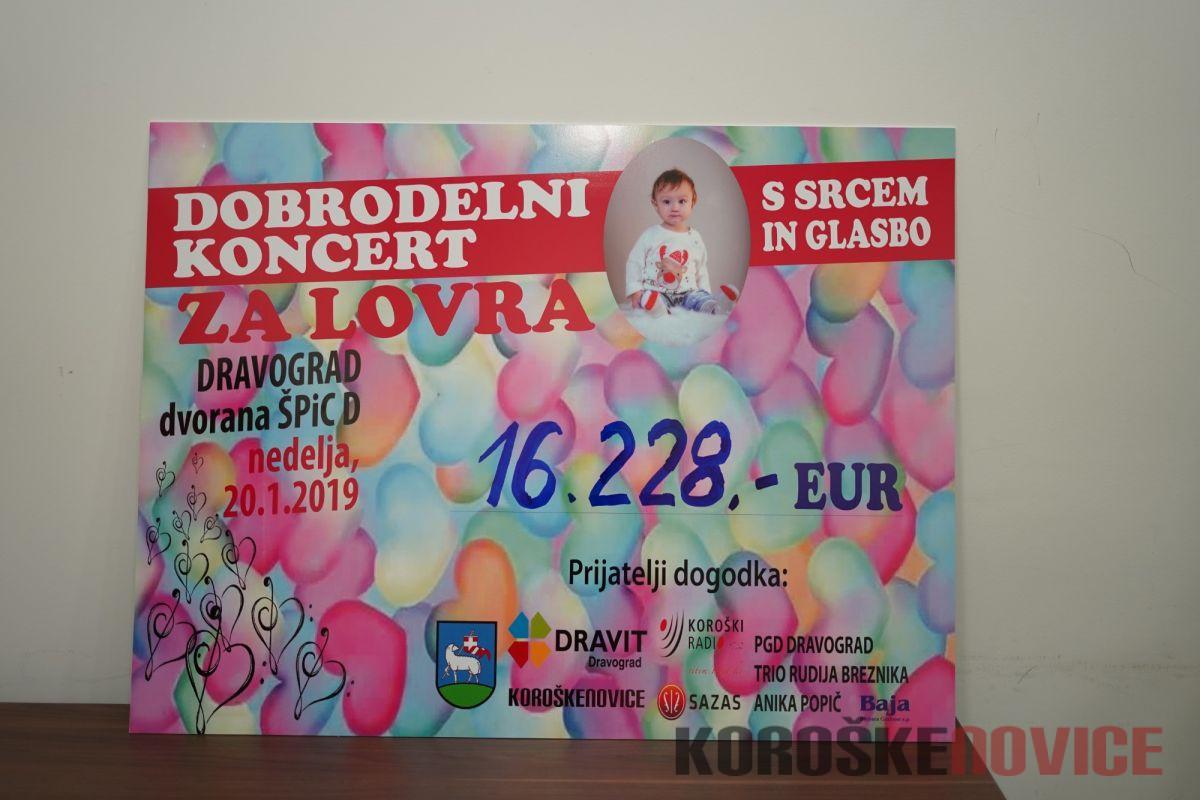 DOBRODELNI
KONCERT
ZA LOVRA
S SRCEM
IN GLASBO
DRAVOGRAD
dvorana ŠPiC D
nedelja,
20.1.2019
16.228,- EUR
Prijatelji dogodka:
DRAVIT
Dravograd
KOROŠKENOVICE
KOROŠKI
RADIO
SAZAS
PGD DRAVOGRAD
TRIO RUDIJA BREZNIKA
ANIKA POPIČ
Baja
KOROŠKENOVICE